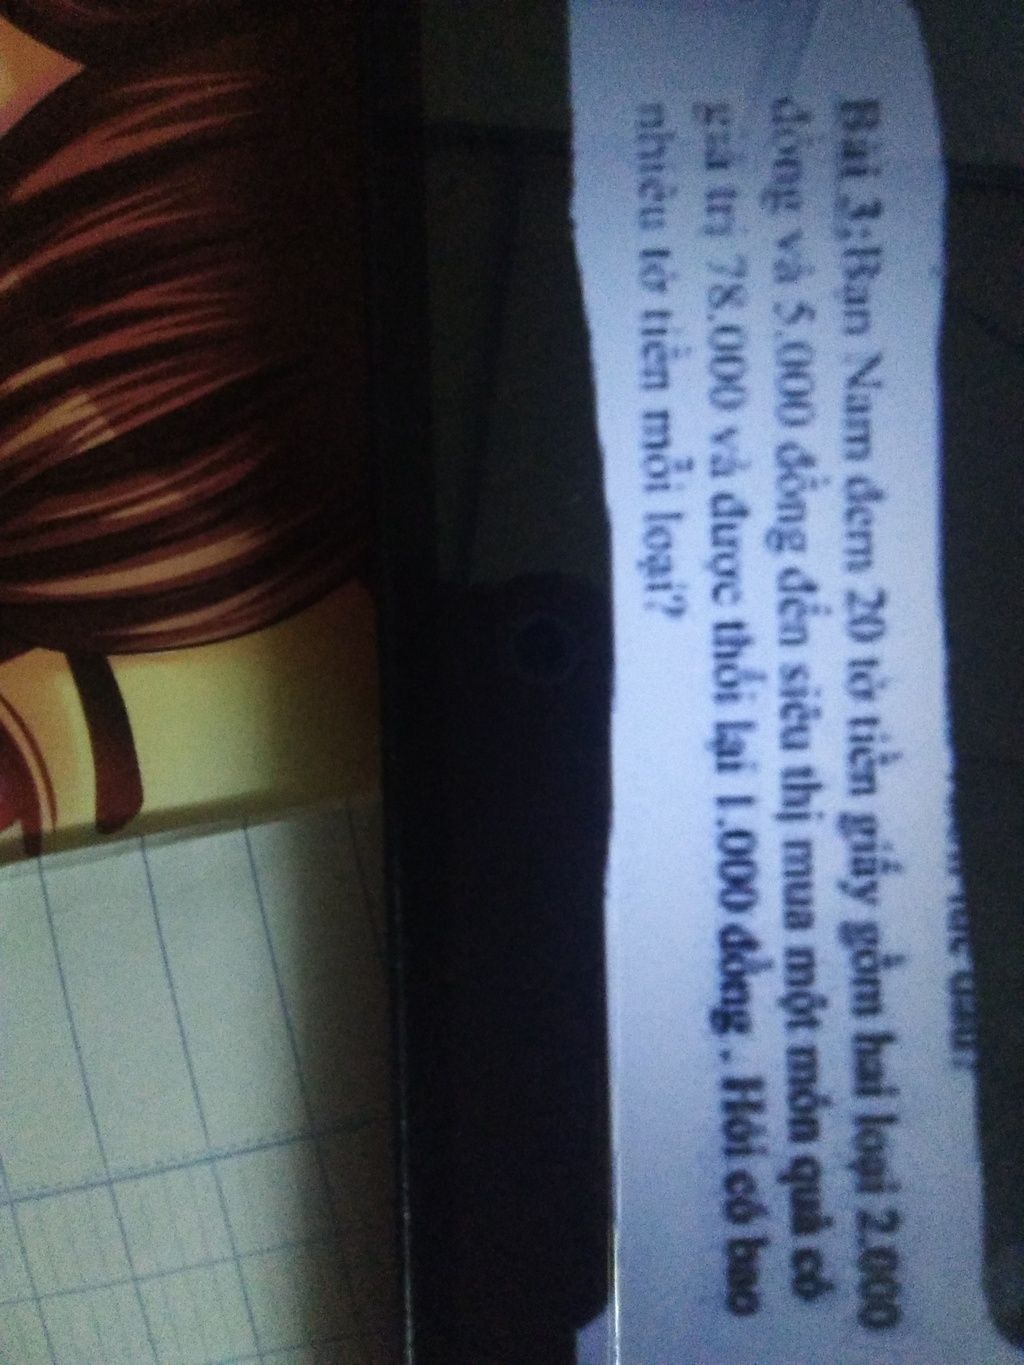 Bài 3: Bạn Nam đem 20 tờ tiền giấy gồm hai loại 2.000
đồng và 5.000 đồng đến siêu thị mua một món quà có
giá trị 78.000 và được thối lại 1.000 đồng . Hỏi có bao
nhiêu tờ tiền mỗi loại?